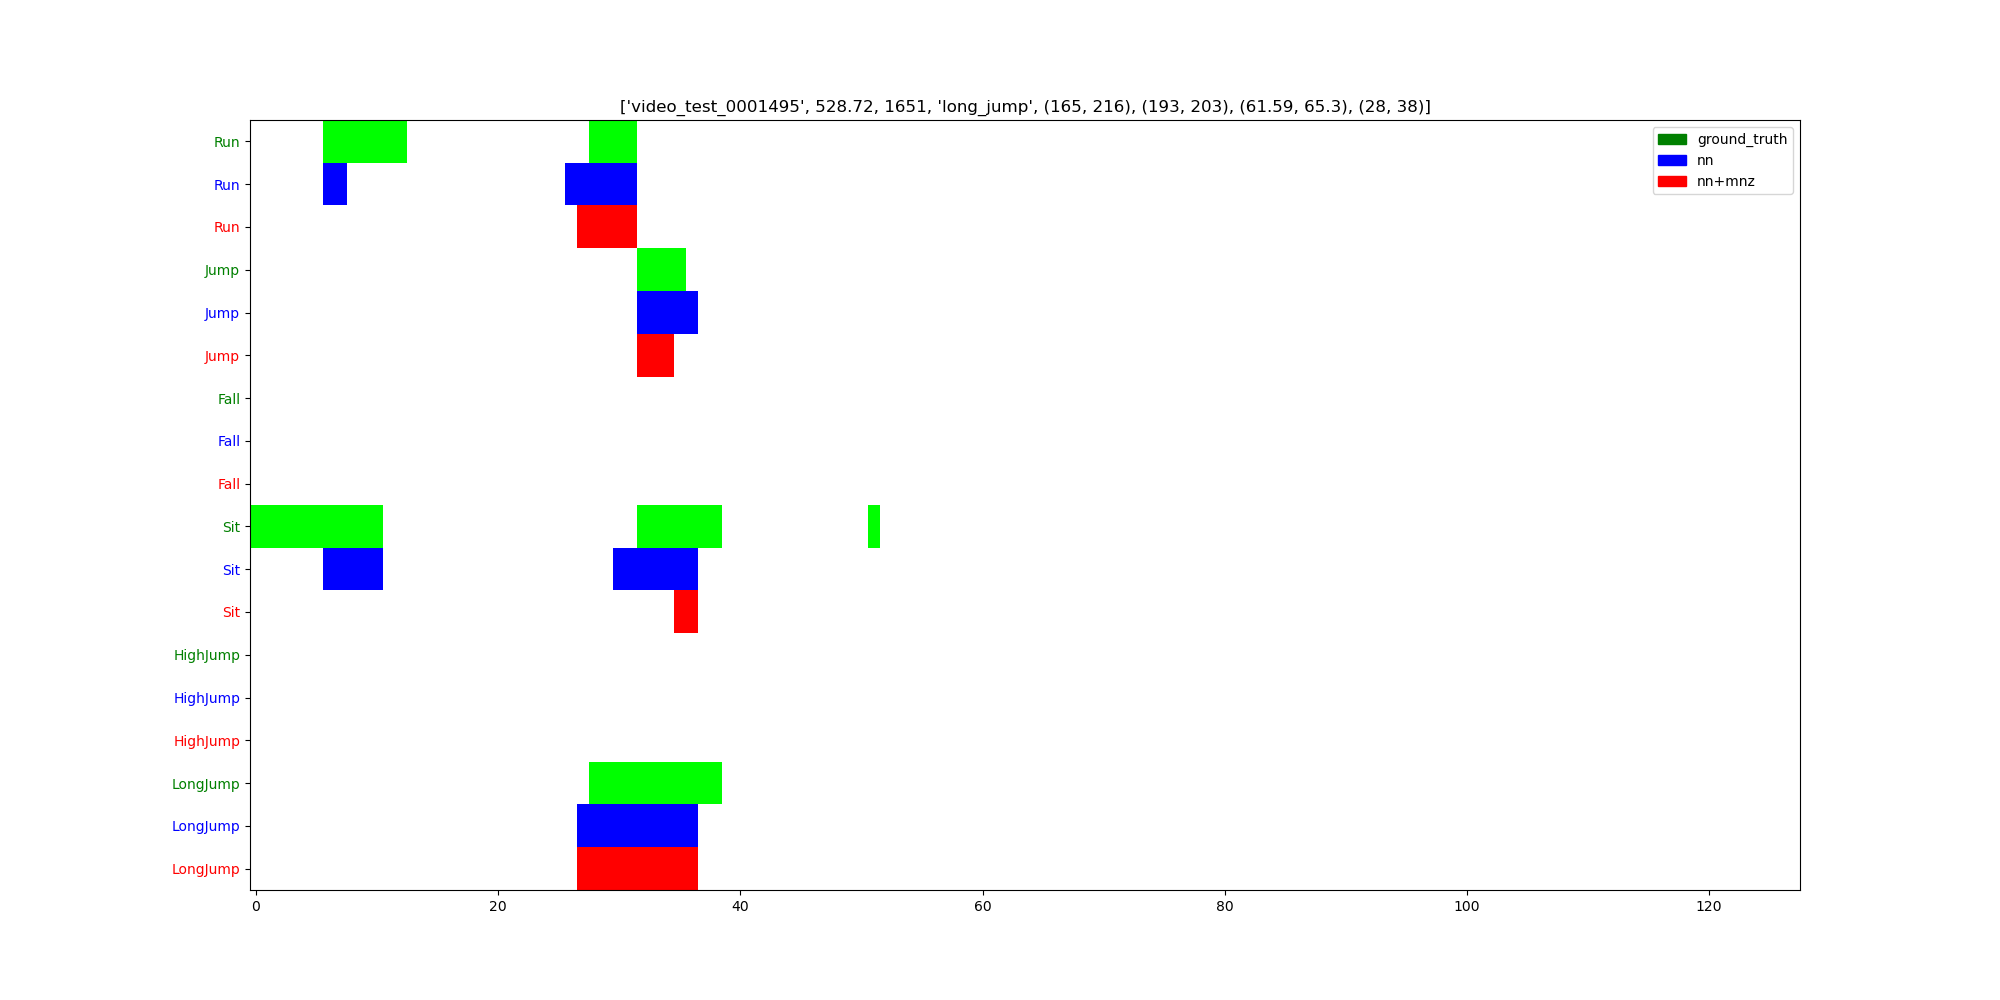 ['video_test_0001495', 528.72, 1651, 'long_jump', (165, 216), (193, 203), (61.59, 65.3), (28, 38)]
ground_truth
nn
nn+mnz
Run
Run
Run
Jump
Jump
Jump
Fall
Fall
Fall
Sit
Sit
Sit
HighJump
HighJump
HighJump
LongJump
LongJump
LongJump
0 20 40 60 80 100 120